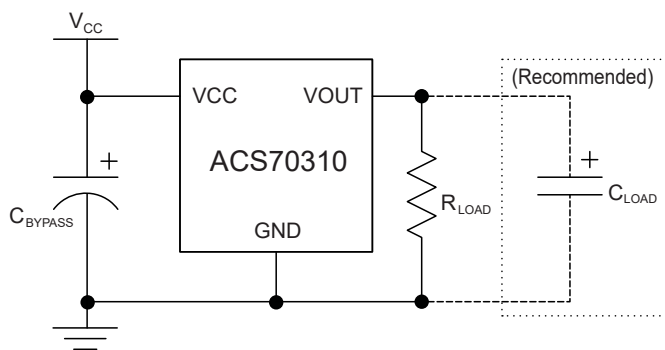 VCC
(Recommended)
VCC
VOUT
+
+
ACS70310
CBYPASS
RLOAD
CLOAD
GND